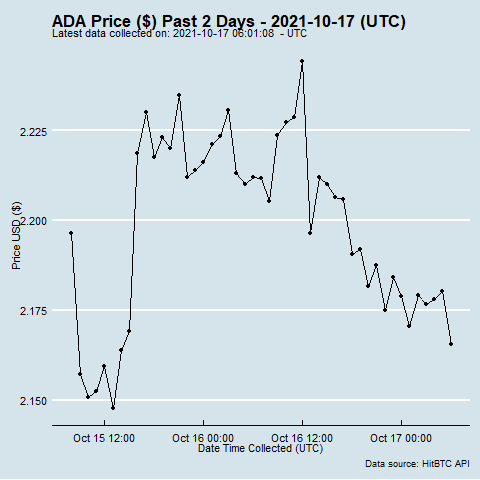 ADA Price ($) Past 2 Days - 2021-10-17 (UTC)
Latest data collected on: 2021-10-17 06:01:08 - UTC
Price USD ($)
2.225
2.200
2.175
2.150
Oct 15 12:00 Oct 16 00:00 Oct 16 12:00 Oct 17 00:00
Date Time Collected (UTC)
Data source: HitBTC API